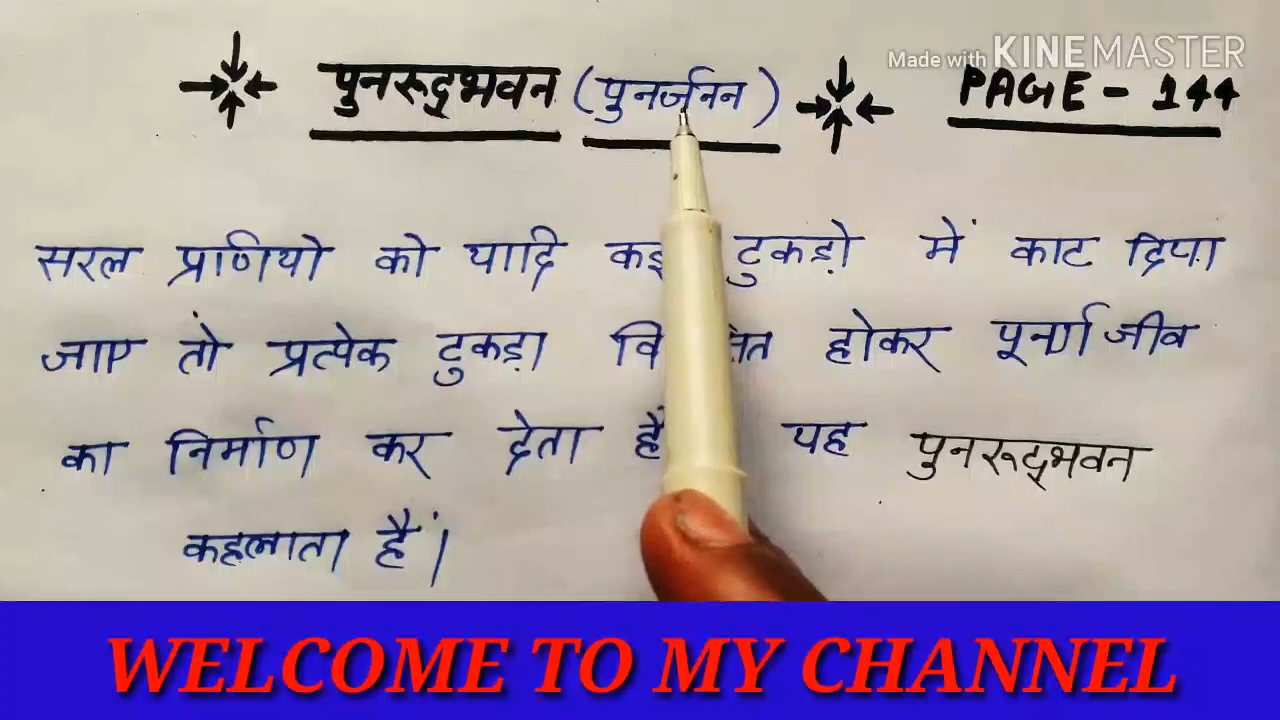 Made with KINEMASTER
पुनरूद्भवन (पुनर्जनन) PAGE - 144
सरल प्राणियो को यादि कइ टुकड़ो में काट दिया
जाए तो प्रत्येक टुकड़ा होकर पूर्ण जीव
का निर्माण कर देता है यह पुनरूद्भवन
कहलाता हैं।
WELCOME TO MY CHANNEL